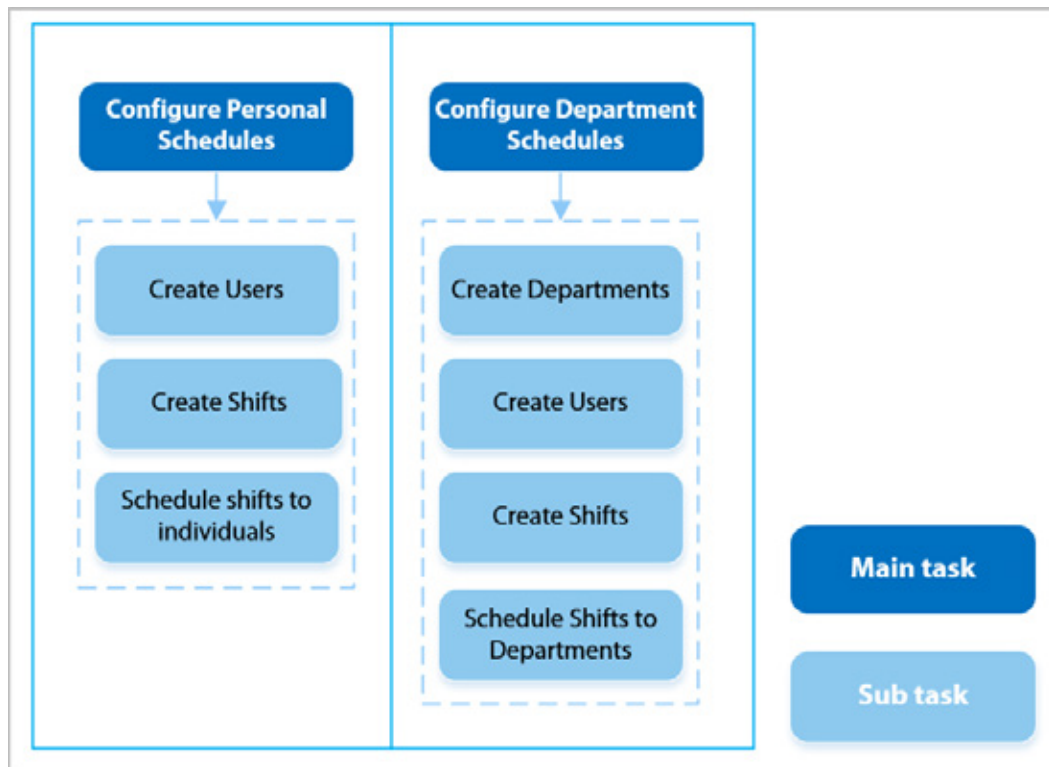 Configure Personal
Schedules
Create Users
Create Shifts
Schedule shifts to
individuals
Configure Department
Schedules
Create Departments
Create Users
Create Shifts
Schedule Shifts to
Departments
Main task
Sub task